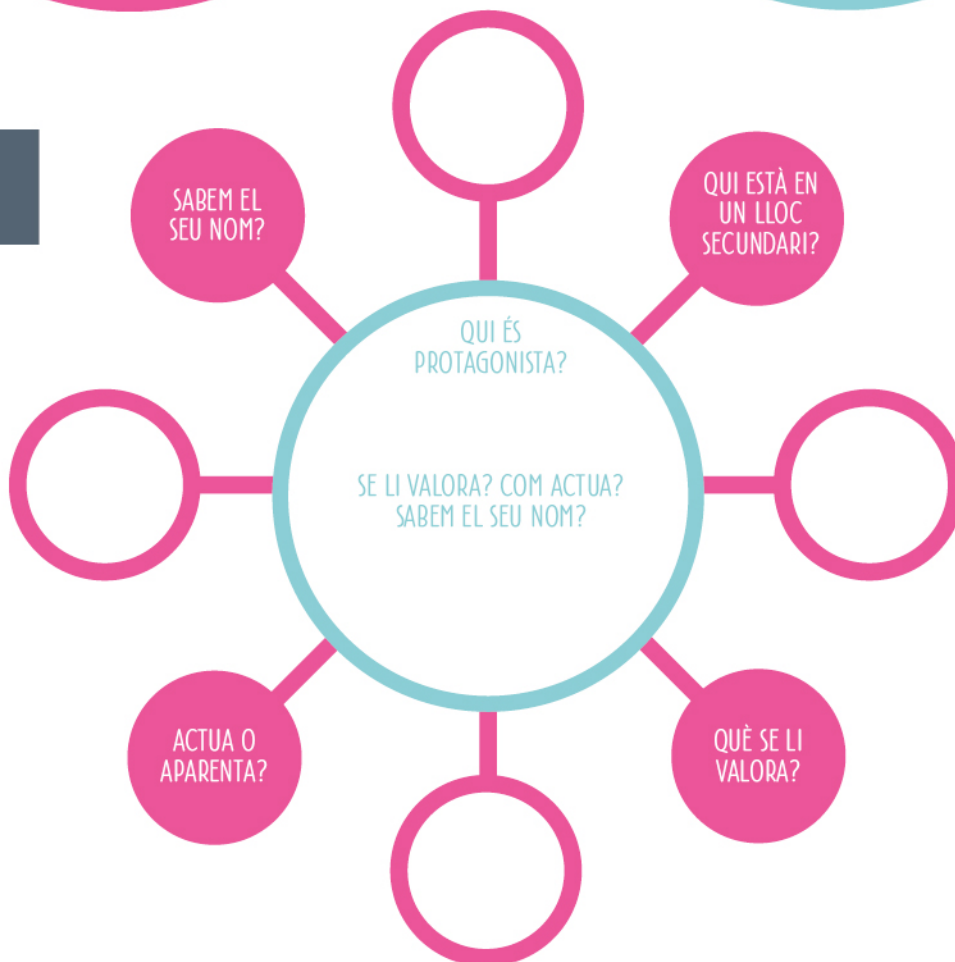 SABEM EL
SEU NOM?
QUI ESTÀ EN
UN LLOC
SECUNDARI?
QUI ÉS
PROTAGONISTA?
SE LI VALORA? COM ACTUA?
SABEM EL SEU NOM?
ACTUA O
APARENTA?
QUÈ SE LI
VALORA?